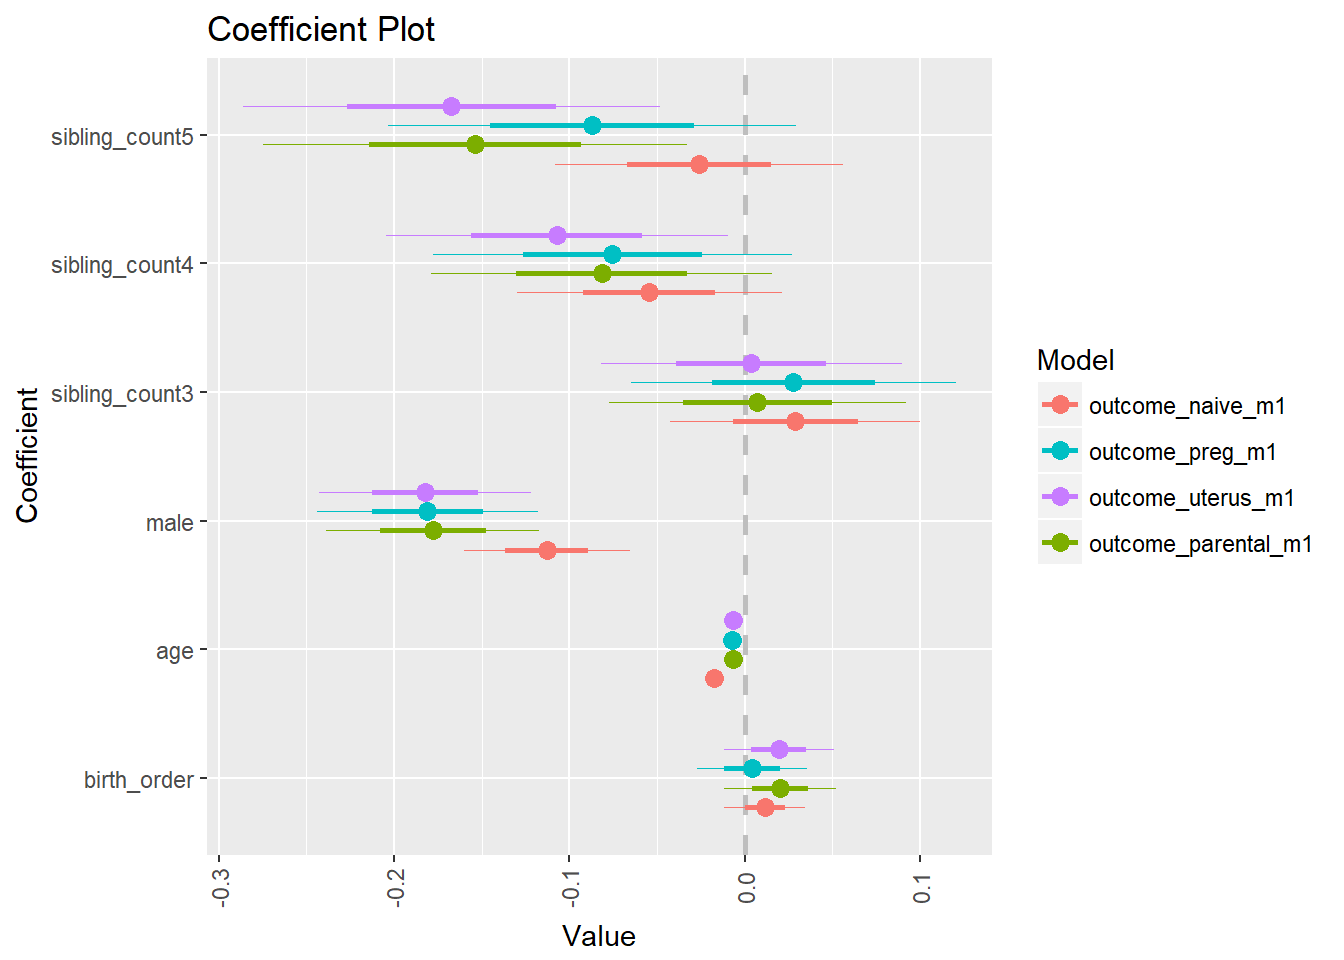 Coefficient Plot
sibling_count5
sibling_count4
sibling_count3
male
age
birth_order
Coefficient
-0.3
-0.2
-0.1
0.0
0.1
Value
Model
outcome_naive_m1
outcome_preg_m1
outcome_uterus_m1
outcome_parental_m1